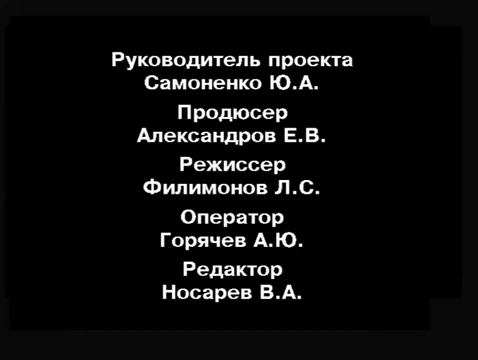 Руководитель проекта
Самоненко Ю.А.
Продюсер
Александров Е.В.
Режиссер
Филимонов Л.С.
Оператор
Горячев А.Ю.
Редактор
Носарев В.А.